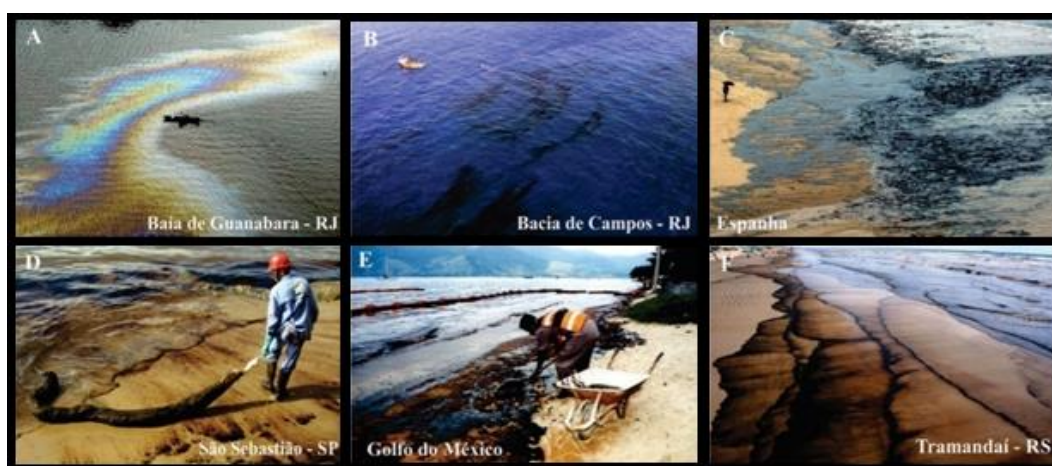 A
Baía de Guanabara - RJ
B
Bacia de Campos - RJ
C
Espanha
D
São Sebastião - SP
E
Golfo do México
F
Tramandaí - RS